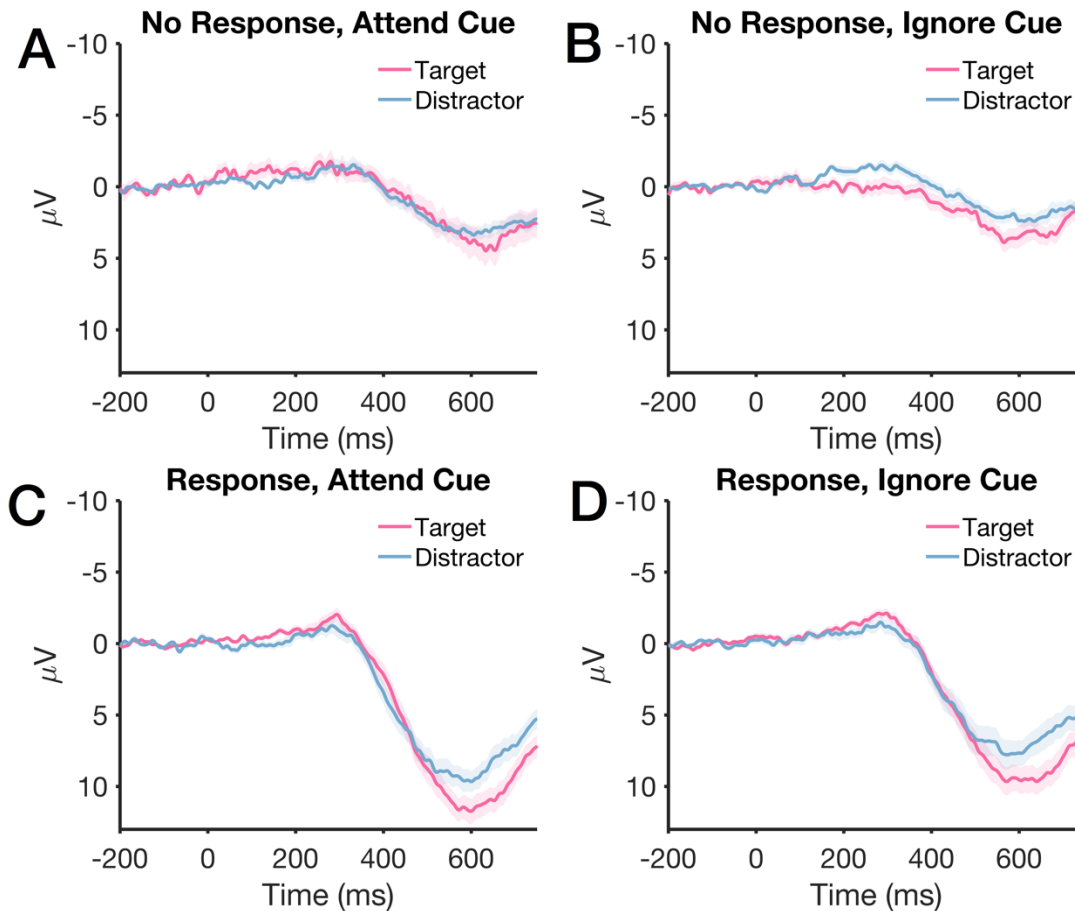 A
No Response, Attend Cue
Target
Distractor
-10
-5
0
5
10
μV
-200 0 200 400 600
Time (ms)
B
No Response, Ignore Cue
Target
Distractor
-10
-5
0
5
10
μV
-200 0 200 400 600
Time (ms)
C
Response, Attend Cue
Target
Distractor
-10
-5
0
5
10
μV
-200 0 200 400 600
Time (ms)
D
Response, Ignore Cue
Target
Distractor
-10
-5
0
5
10
μV
-200 0 200 400 600
Time (ms)